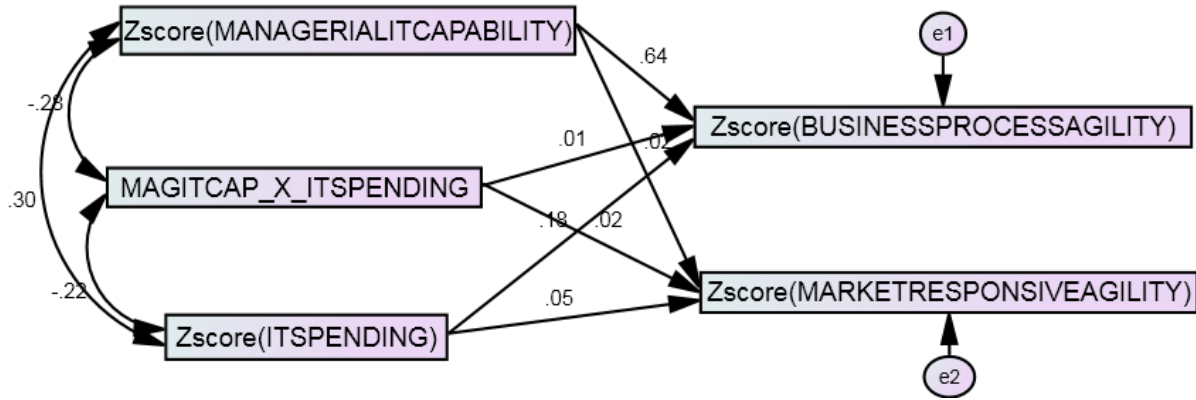 Zscore(MANAGERIALITCAPABILITY)
e1
.64
-.28
Zscore(BUSINESSPROCESSAGILITY)
.01
.02
MAGITCAP_X_ITSPENDING
.30
.18
.02
-.22
.05
Zscore(MARKETRESPONSIVEAGILITY)
Zscore(ITSPENDING)
e2